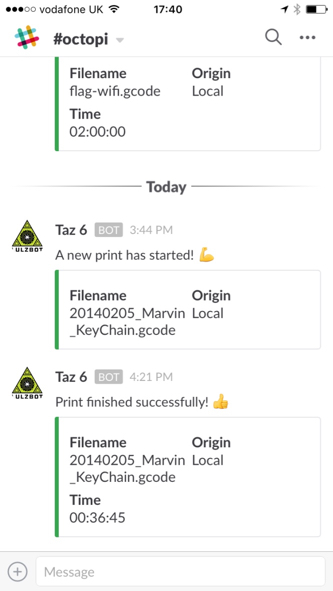 vodafone UK 17:40
#octopi
Filename Origin
flag-wifi.gcode Local
Time
02:00:00
Today
Taz 6 BOT 3:44 PM
A new print has started! 💪
Filename Origin
20140205_Marvin Local
_KeyChain.gcode
ULZBOT
Taz 6 BOT 4:21 PM
Print finished successfully! 👍
Filename Origin
20140205_Marvin Local
_KeyChain.gcode
ULZBOT
Time
00:36:45
Message